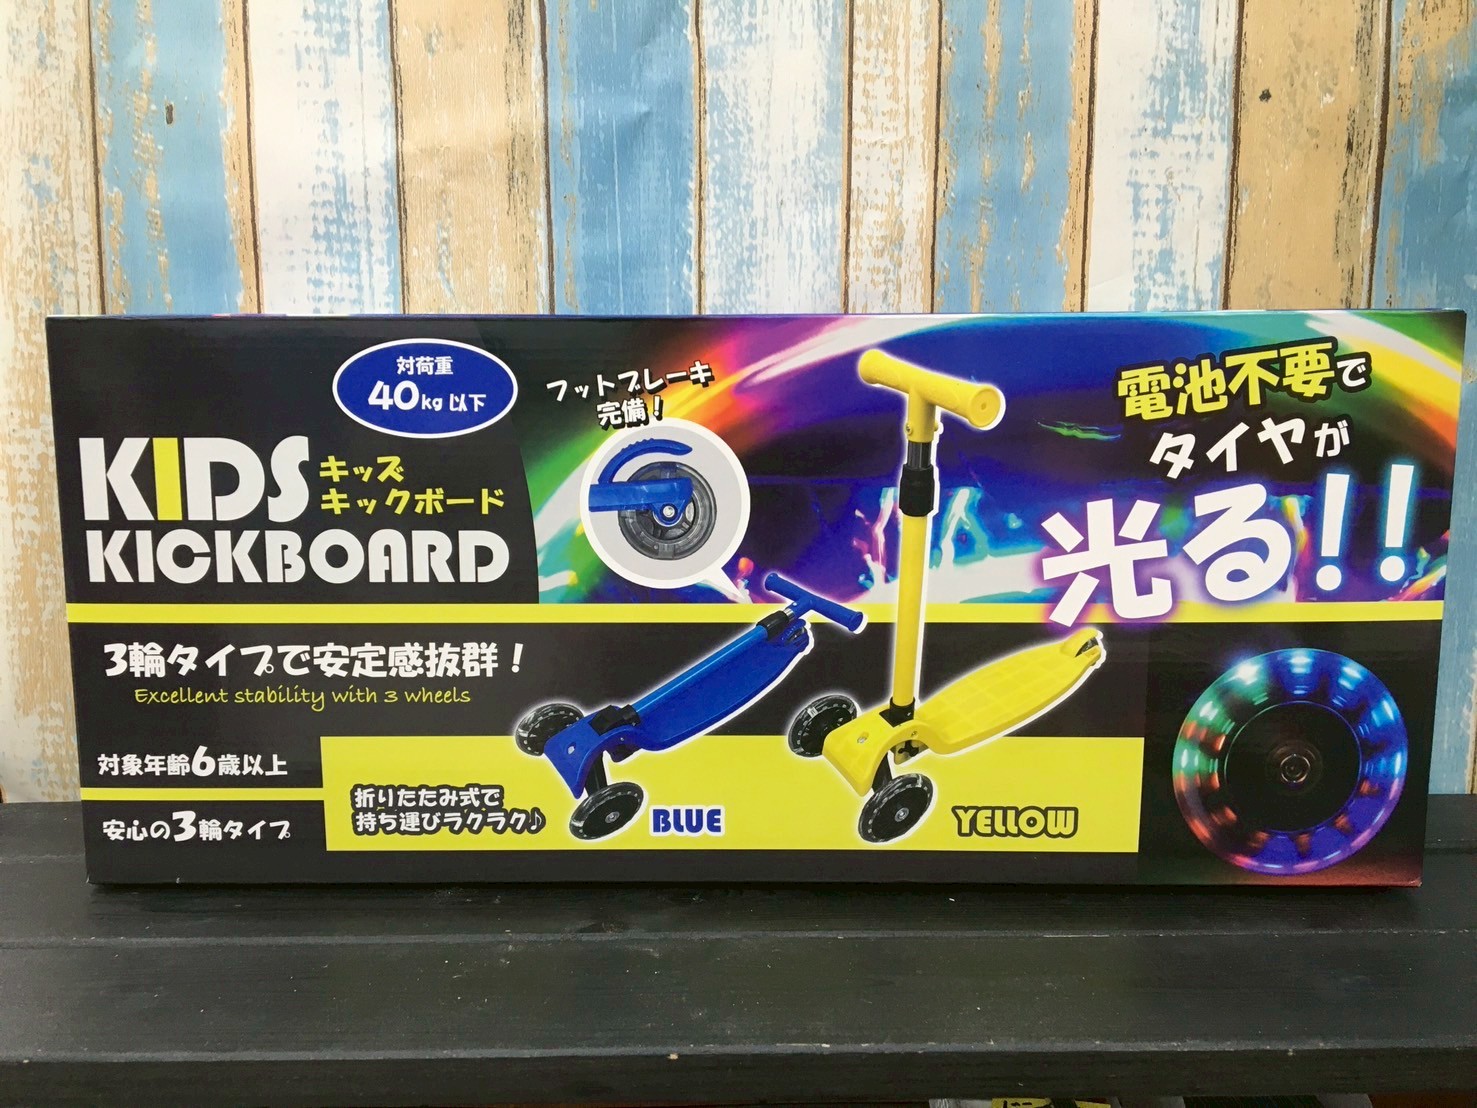 対荷重
40kg 以下
KIDS
キッズ
キックボード
KICKBOARD
フットブレーキ
完備！
電池不要で
タイヤが
光る!!
3輪タイプで安定感抜群！
Excellent stability with 3 wheels
対象年齢6歳以上
安心の3輪タイプ
折りたたみ式で
持ち運びラクラク♪
BLUE
YELLOW